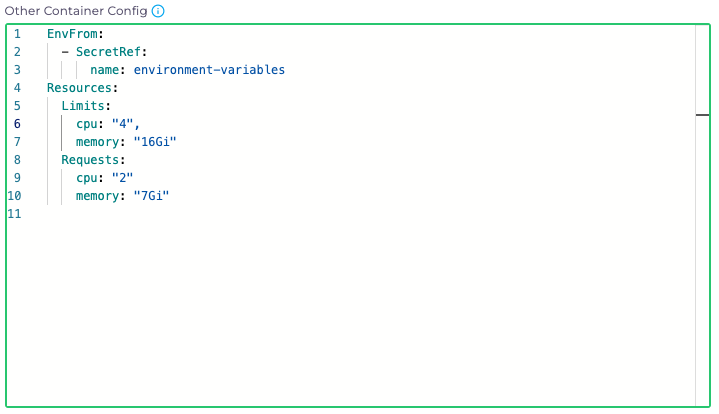 Other Container Config
1 EnvFrom:
2 - SecretRef:
3 name: environment-variables
4 Resources:
5 Limits:
6 cpu: "4",
7 memory: "16Gi"
8 Requests:
9 cpu: "2"
10 memory: "7Gi"
11